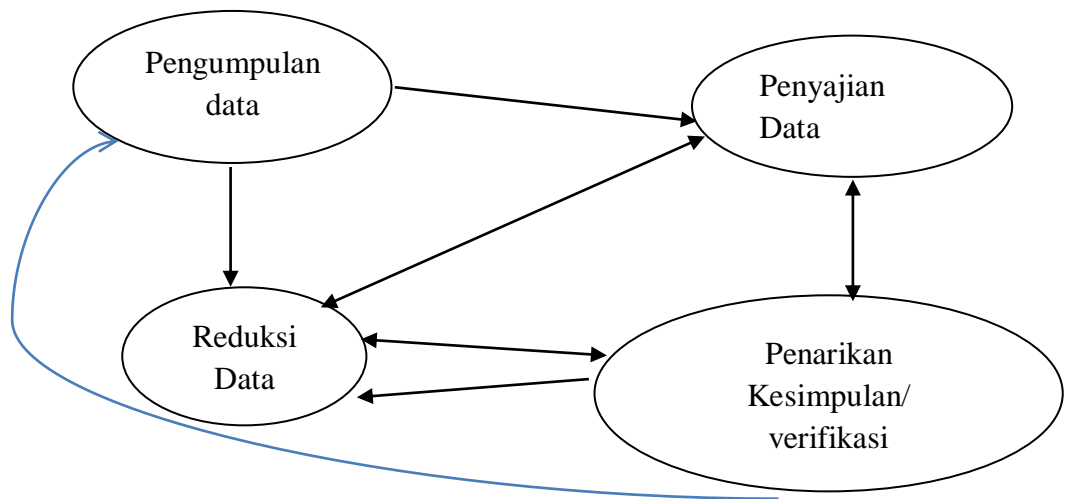 Pengumpulan
data
Penyajian
Data
Reduksi
Data
Penarikan
Kesimpulan/
verifikasi